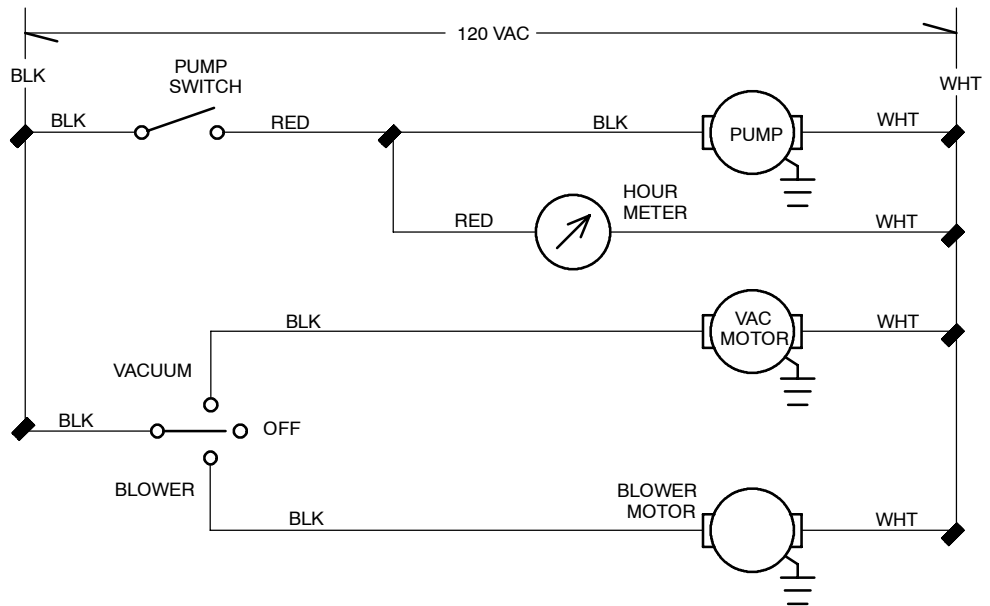 120 VAC
BLK
PUMP
SWITCH
WHT
BLK
RED
BLK
PUMP
WHT
RED
HOUR
METER
WHT
BLK
VAC
MOTOR
WHT
VACUUM
BLK
OFF
BLOWER
BLK
BLOWER
MOTOR
WHT